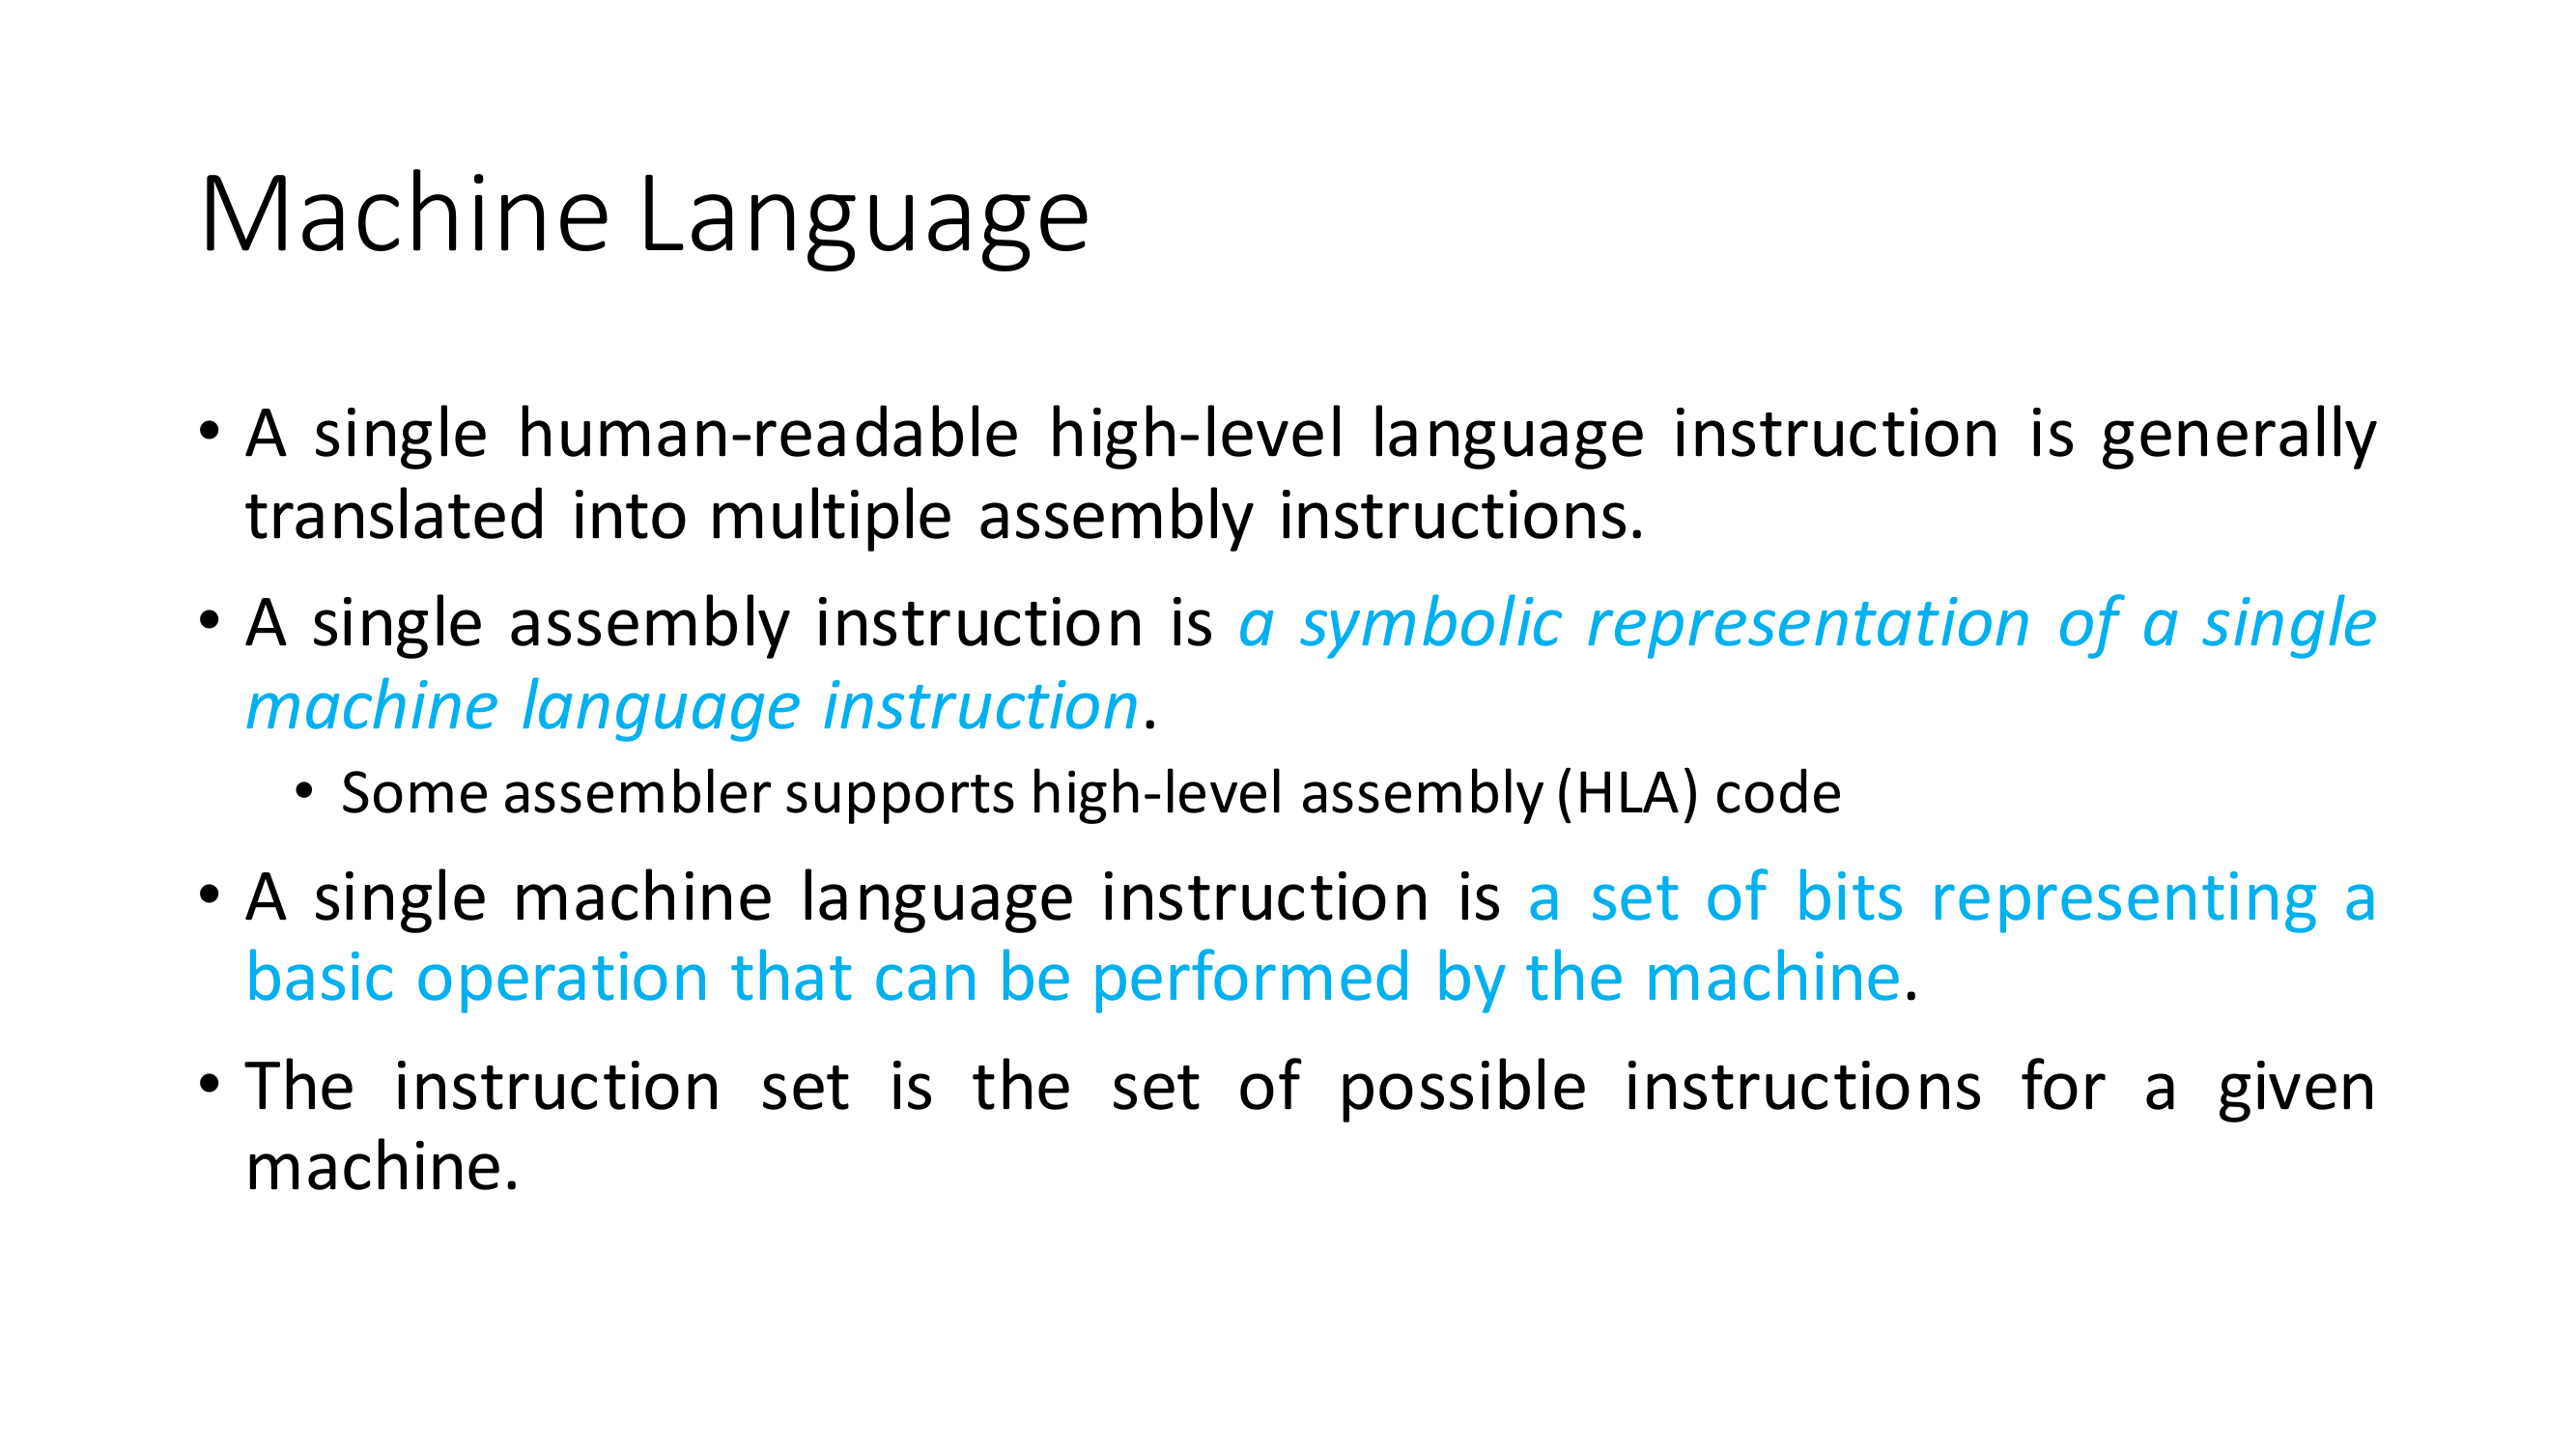 Machine Language
• A single human-readable high-level language instruction is generally
translated into multiple assembly instructions.
• A single assembly instruction is a symbolic representation of a single
machine language instruction.
• Some assembler supports high-level assembly (HLA) code
• A single machine language instruction is a set of bits representing a
basic operation that can be performed by the machine.
• The instruction set is the set of possible instructions for a given
machine.